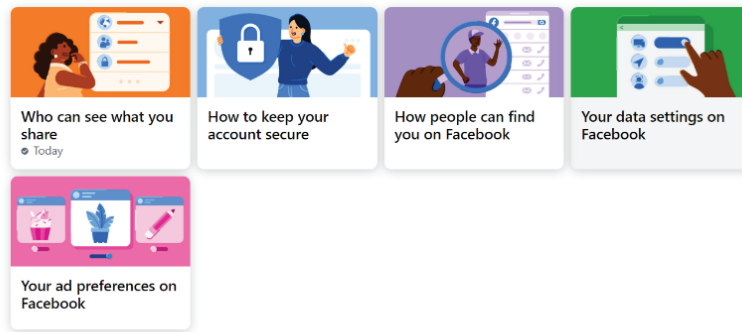 Who can see what you
share
Today
How to keep your
account secure
How people can find
you on Facebook
Your data settings on
Facebook
Your ad preferences on
Facebook